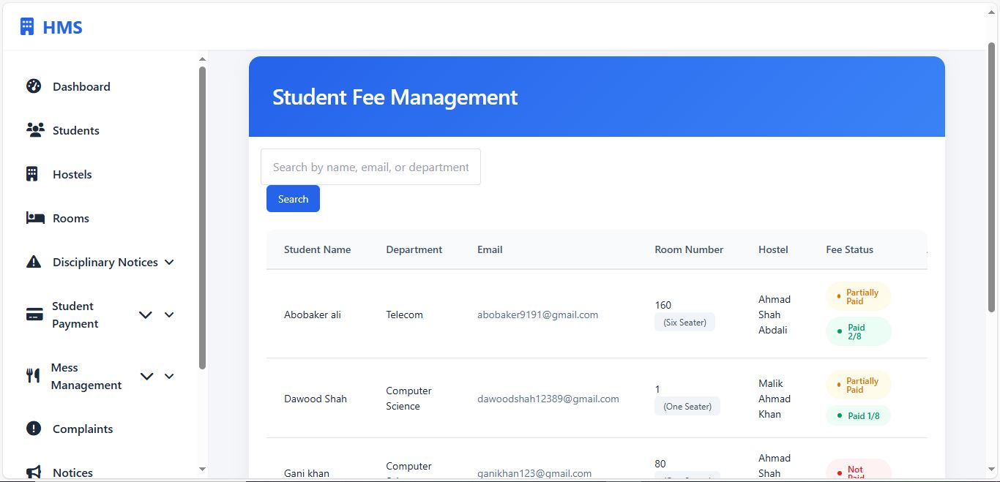 HMS
Dashboard
Students
Hostels
Rooms
Disciplinary Notices
Student
Payment
Mess
Management
Complaints
Notices
Student Fee Management
Search by name, email, or department
Search
Student Name Department Email Room Number Hostel Fee Status
Abobaker ali Telecom abobaker9191@gmail.com 160 (Six Seater) Ahmad Shah Abdali Partially Paid Paid 2/8
Dawood Shah Computer Science dawoodshah12389@gmail.com 1 (One Seater) Malik Ahmad Khan Partially Paid Paid 1/8
Gani khan Computer ganikhan123@gmail.com 80 Ahmad Shah Not Paid